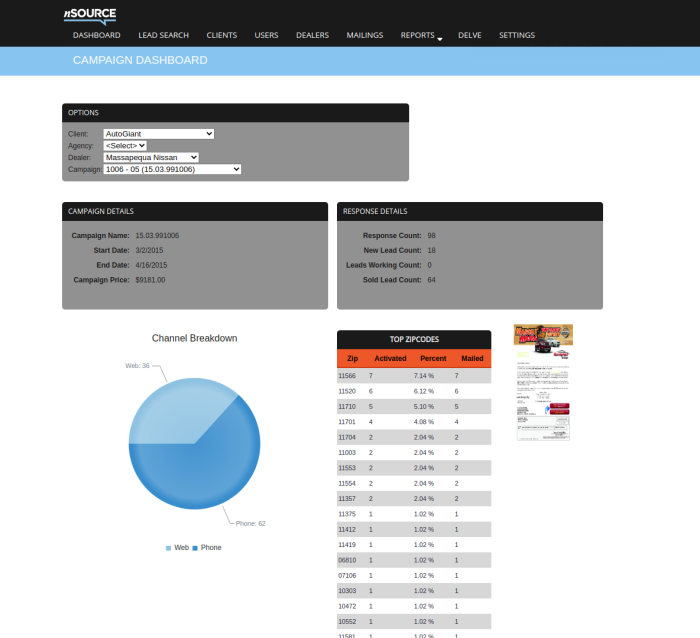 nSOURCE
DASHBOARD LEAD SEARCH CLIENTS USERS DEALERS MAILINGS REPORTS DELVE SETTINGS
CAMPAIGN DASHBOARD
OPTIONS
Client: AutoGiant
Agency: <Select>
Dealer: Massapequa Nissan
Campaign: 1006 - 05 (15.03.991006)
CAMPAIGN DETAILS
Campaign Name: 15.03.991006
Start Date: 3/2/2015
End Date: 4/16/2015
Campaign Price: $9181.00
RESPONSE DETAILS
Response Count: 98
New Lead Count: 18
Leads Working Count: 0
Sold Lead Count: 64
Channel Breakdown
Web: 36
Phone: 62
Web Phone
TOP ZIPCODES
Zip Activated Percent Mailed
11566 7 7.14 % 7
11520 6 6.12 % 6
11710 5 5.10 % 5
11701 4 4.08 % 4
11704 2 2.04 % 2
11003 2 2.04 % 2
11553 2 2.04 % 2
11554 2 2.04 % 2
11357 2 2.04 % 2
11375 1 1.02 % 1
11412 1 1.02 % 1
11419 1 1.02 % 1
06810 1 1.02 % 1
07106 1 1.02 % 1
10303 1 1.02 % 1
10472 1 1.02 % 1
10552 1 1.02 % 1
11581 1 1.02 % 1